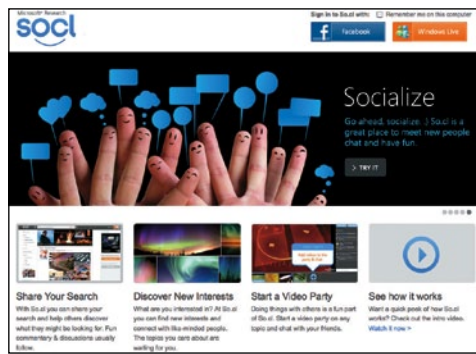 Microsoft Research
socl
Sign in to So.cl with: Remember me on this computer
Facebook
Windows Live
Socialize
Go ahead, socialize. :) So.cl is a
great place to meet new people
chat and have fun.
> TRY IT
Share Your Search
With So.cl you can share your
search and help others discover
what they might be looking for. Fun
commentary & discussions usually
follow.
Discover New Interests
What are you interested in? At So.cl
you can find new interests and
connect with like-minded people.
The topics you care about are
waiting for you.
Start a Video Party
Doing things with others is a fun part
of So.cl. Start a video party on any
topic and chat with your friends.
See how it works
Want a quick peek of how So.cl
works? Check out the intro video.
Watch it now >